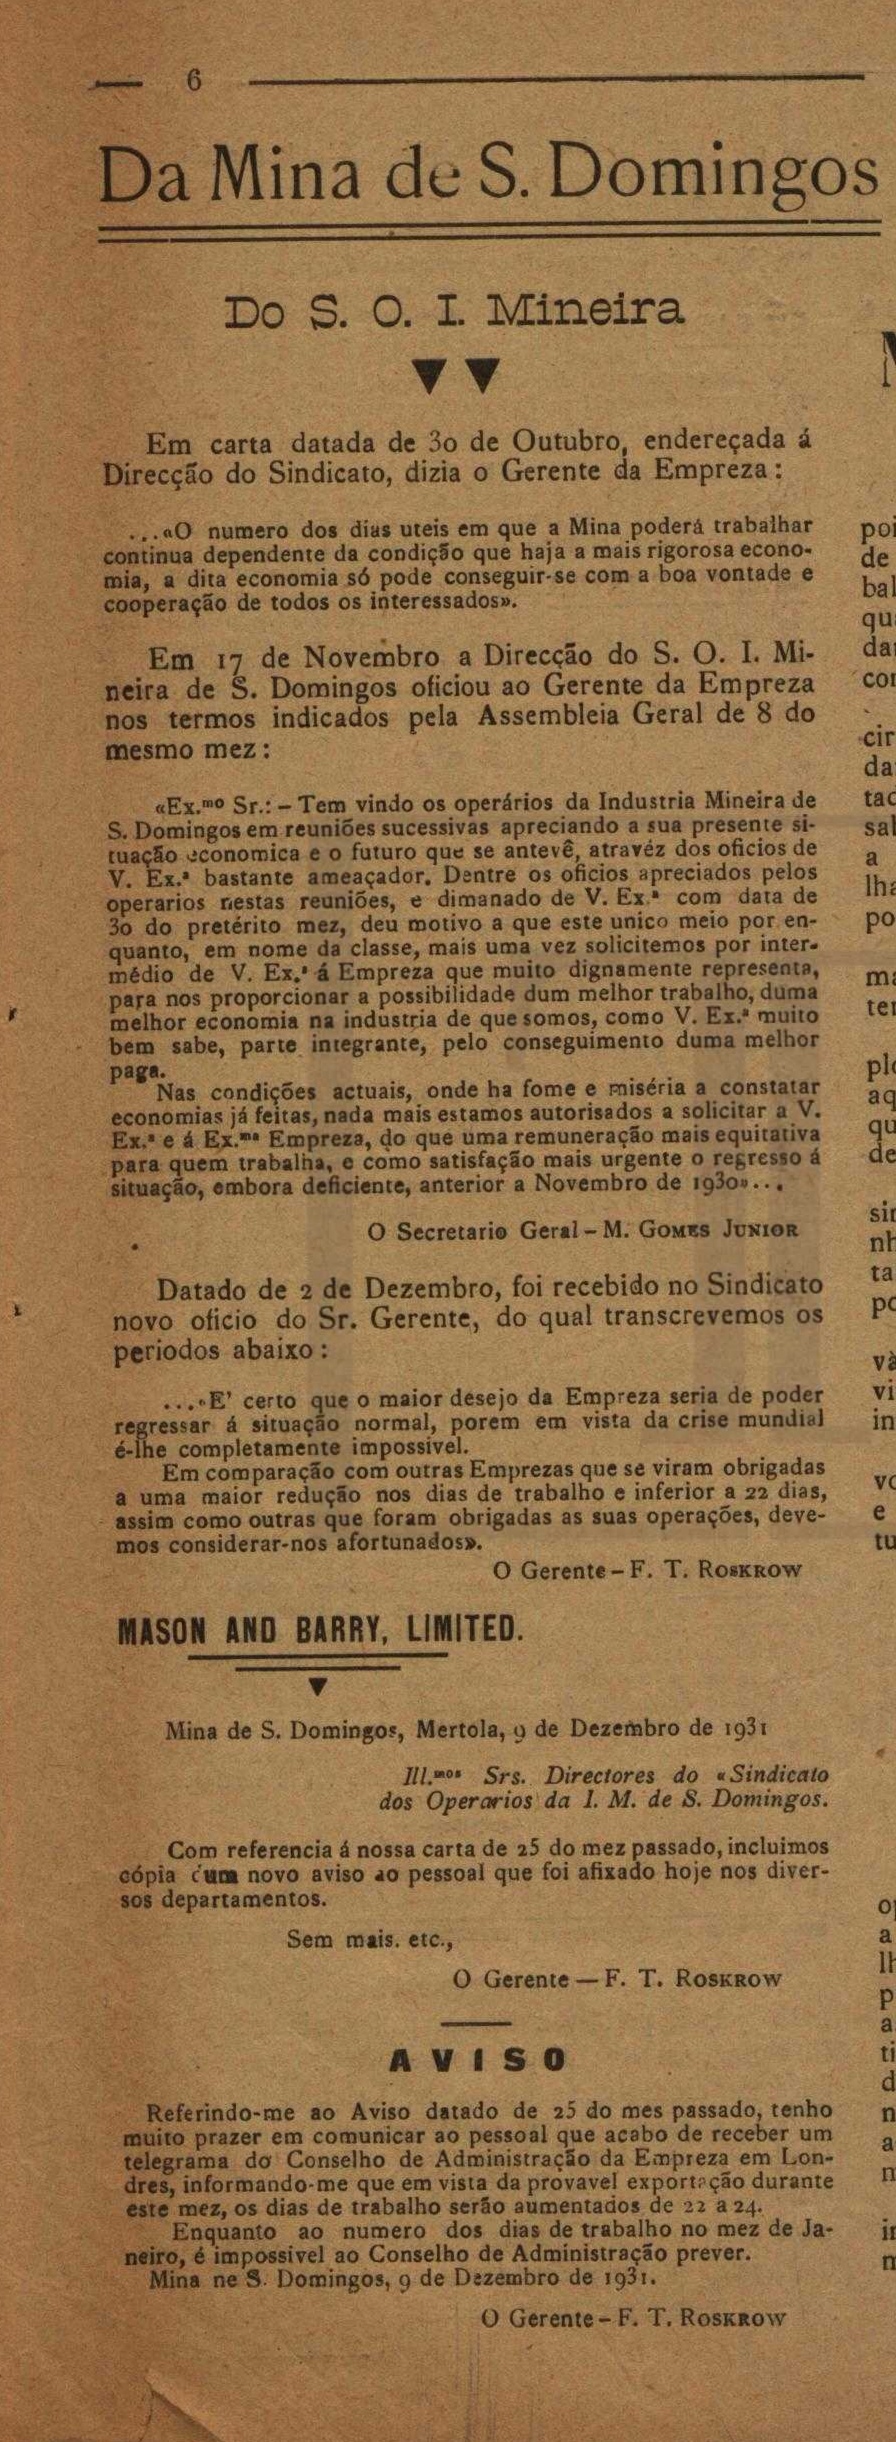 6
Da Mina de S. Domingos
Do S. O. I. Mineira
Em carta datada de 30 de Outubro, endereçada á
Direcção do Sindicato, dizia o Gerente da Empreza:
...«O numero dos dias uteis em que a Mina poderá trabalhar
continua dependente da condição que haja a mais rigorosa econo-
mia, a dita economia só pode conseguir-se com a boa vontade e
cooperação de todos os interessados».
Em 17 de Novembro a Direcção do S. O. I. Mi-
neira de S. Domingos oficiou ao Gerente da Empreza
nos termos indicados pela Assembleia Geral de 8 do
mesmo mez:
«Ex.mo Sr.: – Tem vindo os operários da Industria Mineira de
S. Domingos em reuniões sucessivas apreciando a sua presente si-
tuação economica e o futuro que se antevê, atravéz dos oficios de
V. Ex.ª bastante ameaçador. Dentre os oficios apreciados pelos
operarios nestas reuniões, e dimanado de V. Ex.ª com data de
30 do pretérito mez, deu motivo a que este unico meio por en-
quanto, em nome da classe, mais uma vez solicitemos por inter-
médio de V. Ex.ª á Empreza que muito dignamente representa,
para nos proporcionar a possibilidade dum melhor trabalho, duma
melhor economia na industria de que somos, como V. Ex.ª muito
bem sabe, parte integrante, pelo conseguimento duma melhor
paga.
Nas condições actuais, onde ha fome e miséria a constatar
economias já feitas, nada mais estamos autorisados a solicitar a V.
Ex.ª e á Ex.ma Empreza, do que uma remuneração mais equitativa
para quem trabalha, e como satisfação mais urgente o regresso á
situação, embora deficiente, anterior a Novembro de 1930»...
O Secretario Geral – M. GOMES JUNIOR
Datado de 2 de Dezembro, foi recebido no Sindicato
novo oficio do Sr. Gerente, do qual transcrevemos os
periodos abaixo:
...«E' certo que o maior desejo da Empreza seria de poder
regressar á situação normal, porem em vista da crise mundial
é-lhe completamente impossivel.
Em comparação com outras Emprezas que se viram obrigadas
a uma maior redução nos dias de trabalho e inferior a 22 dias,
assim como outras que foram obrigadas as suas operações, deve-
mos considerar-nos afortunados».
O Gerente – F. T. ROSKROW
MASON AND BARRY, LIMITED.
Mina de S. Domingos, Mertola, 9 de Dezembro de 1931
Ill.mos Srs. Directores do «Sindicato
dos Operarios da I. M. de S. Domingos.
Com referencia á nossa carta de 25 do mez passado, incluimos
cópia dum novo aviso ao pessoal que foi afixado hoje nos diver-
sos departamentos.
Sem mais. etc.,
O Gerente — F. T. ROSKROW
AVISO
Referindo-me ao Aviso datado de 25 do mes passado, tenho
muito prazer em comunicar ao pessoal que acabo de receber um
telegrama do Conselho de Administração da Empreza em Lon-
dres, informando-me que em vista da provavel exportação durante
este mez, os dias de trabalho serão aumentados de 22 a 24.
Enquanto ao numero dos dias de trabalho no mez de Ja-
neiro, é impossivel ao Conselho de Administração prever.
Mina ne S. Domingos, 9 de Dezembro de 1931.
O Gerente – F. T. ROSKROW